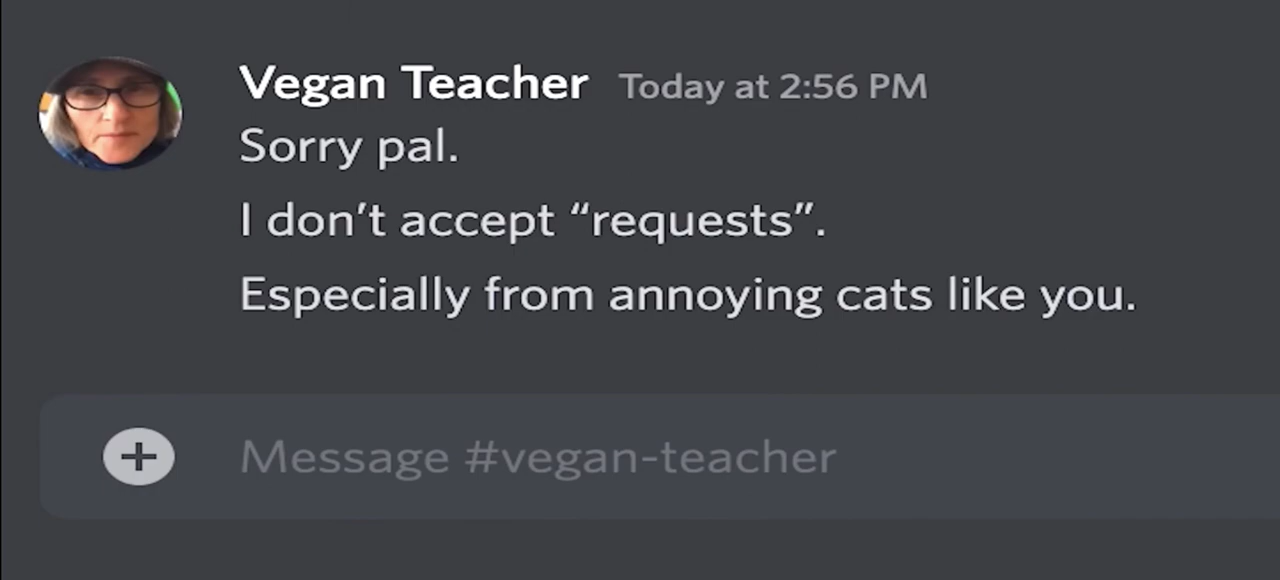 Vegan Teacher Today at 2:56 PM
Sorry pal.
I don’t accept “requests”.
Especially from annoying cats like you.
Message #vegan-teacher